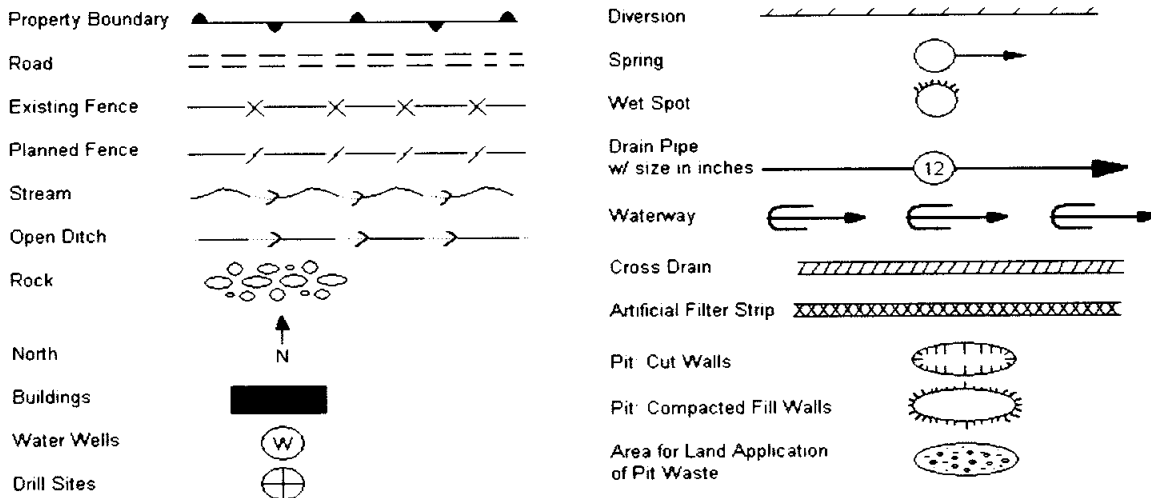 Property Boundary
Road
Existing Fence
Planned Fence
Stream
Open Ditch
Rock
North
N
Buildings
Water Wells
W
Drill Sites
Diversion
Spring
Wet Spot
Drain Pipe
w/ size in inches
12
Waterway
Cross Drain
Artificial Filter Strip
Pit: Cut Walls
Pit: Compacted Fill Walls
Area for Land Application
of Pit Waste